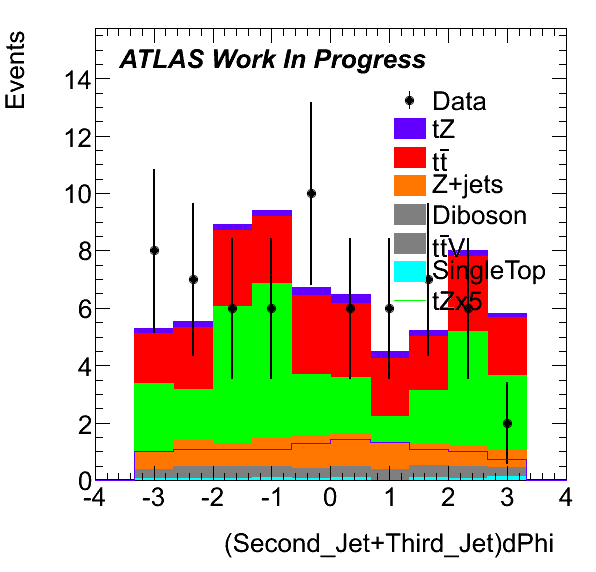 Events
ATLAS Work In Progress
Data
tZ
tt̄
Z+jets
Diboson
tt̄V
SingleTop
tZx5
14
12
10
8
6
4
2
0
-4 -3 -2 -1 0 1 2 3 4
(Second_Jet+Third_Jet)dPhi